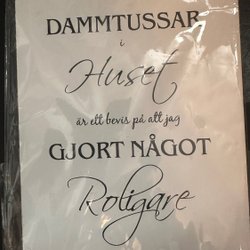 DAMMTUSSAR
i
Huset
är ett bevis på att jag
GJORT NÅGOT
Roligare